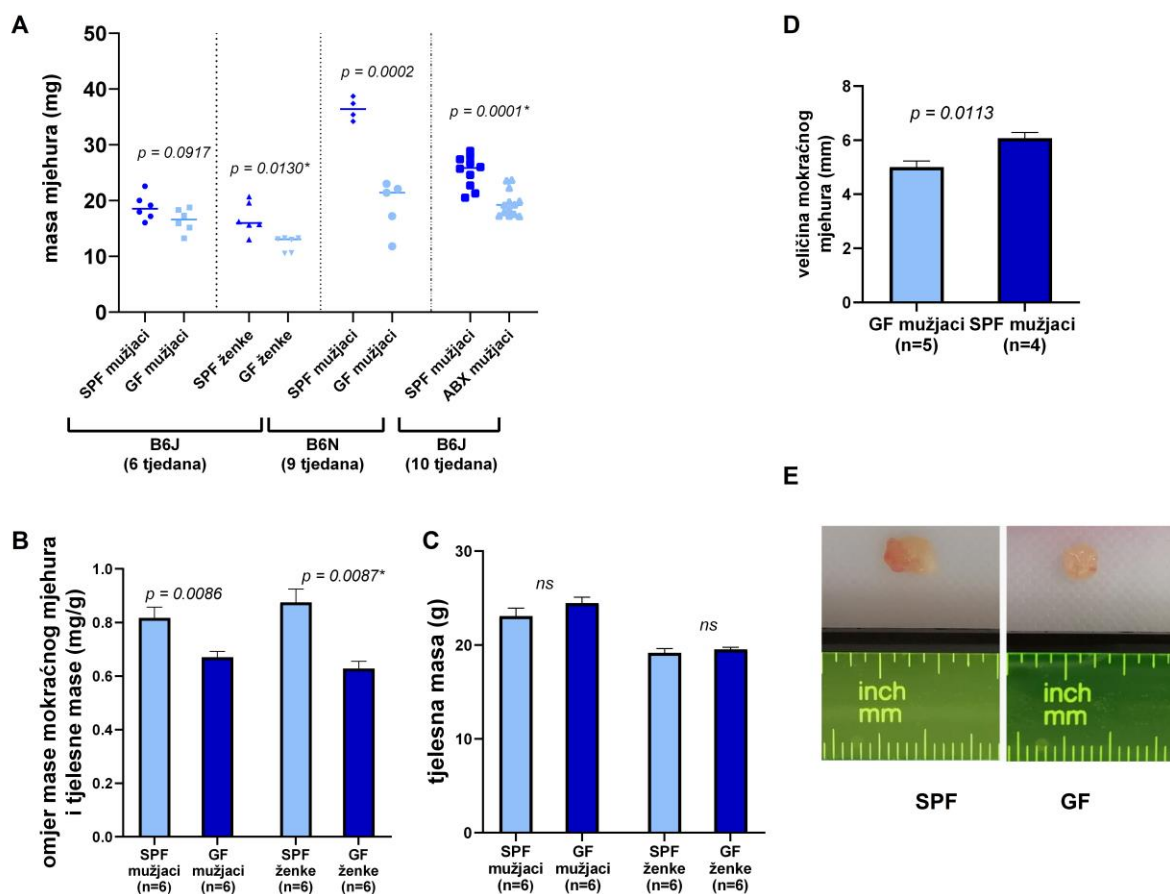 A
masa mjehura (mg)
50
40
30
20
10
0
p = 0.0917
p = 0.0130*
p = 0.0002
p = 0.0001*
SPF mužjaci
GF mužjaci
SPF ženke
GF ženke
SPF mužjaci
GF mužjaci
SPF mužjaci
ABX mužjaci
B6J
(6 tjedana)
B6N
(9 tjedana)
B6J
(10 tjedana)
D
veličina mokraćnog
mjehura (mm)
8
6
4
2
0
p = 0.0113
GF mužjaci
(n=5)
SPF mužjaci
(n=4)
B
omjer mase mokraćnog mjehura
i tjelesne mase (mg/g)
1.0
0.8
0.6
0.4
0.2
0.0
p = 0.0086
p = 0.0087*
SPF
mužjaci
(n=6)
GF
mužjaci
(n=6)
SPF
ženke
(n=6)
GF
ženke
(n=6)
C
tjelesna masa (g)
30
20
10
0
ns
ns
SPF
mužjaci
(n=6)
GF
mužjaci
(n=6)
SPF
ženke
(n=6)
GF
ženke
(n=6)
E
inch
mm
inch
mm
SPF
GF